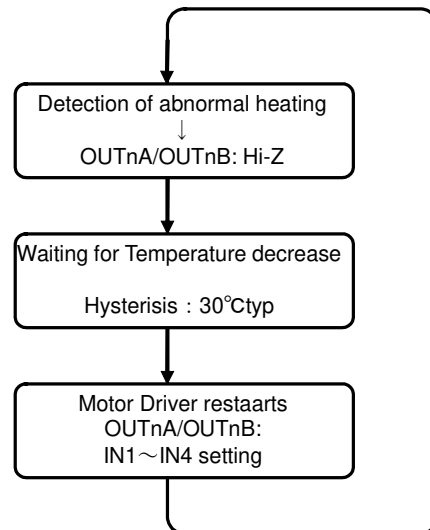 Detection of abnormal heating
↓
OUTnA/OUTnB: Hi-Z
Waiting for Temperature decrease
Hysterisis：30℃typ
Motor Driver restaarts
OUTnA/OUTnB:
IN1～IN4 setting